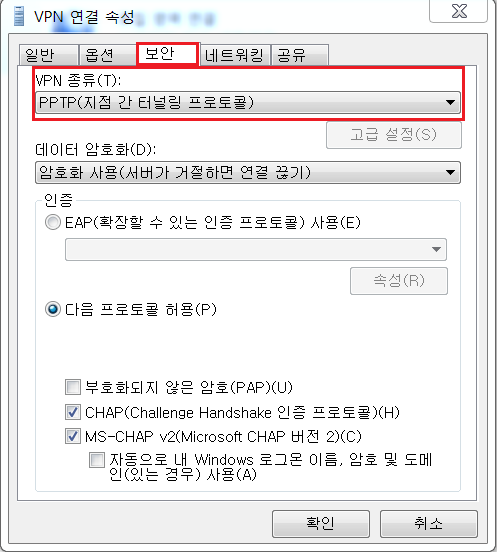 VPN 연결 속성
일반 옵션 보안 네트워킹 공유
VPN 종류(T):
PPTP(지점 간 터널링 프로토콜)
고급 설정(S)
데이터 암호화(D):
암호화 사용(서버가 거절하면 연결 끊기)
인증
EAP(확장할 수 있는 인증 프로토콜) 사용(E)
속성(R)
다음 프로토콜 허용(P)
부호화되지 않은 암호(PAP)(U)
CHAP(Challenge Handshake 인증 프로토콜)(H)
MS-CHAP v2(Microsoft CHAP 버전 2)(C)
자동으로 내 Windows 로그온 이름, 암호 및 도메
인(있는 경우) 사용(A)
확인 취소